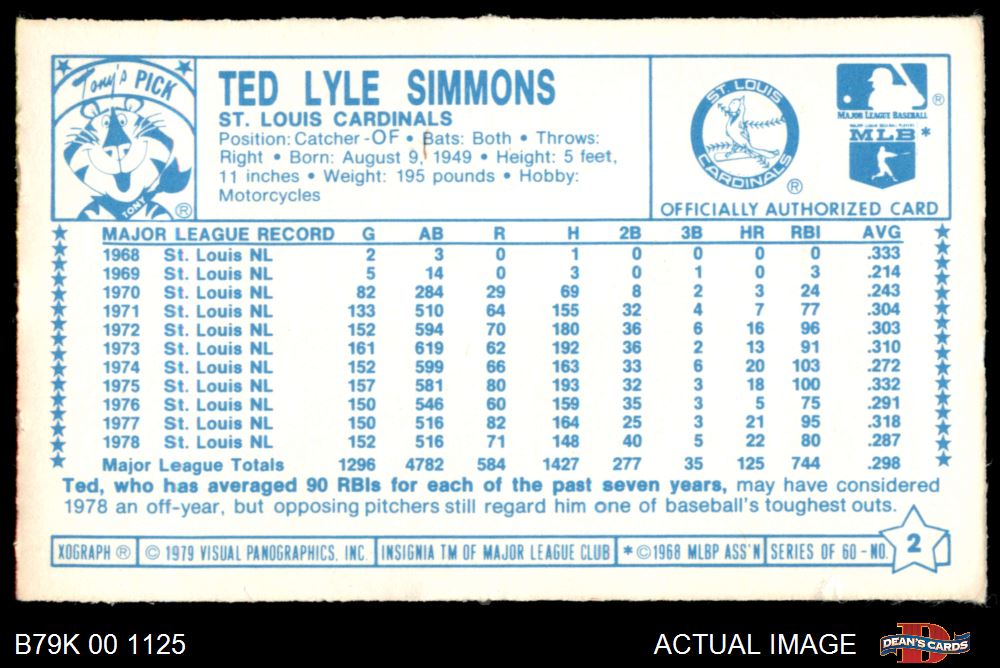 Tony's PICK
TONY
®
TED LYLE SIMMONS
ST. LOUIS CARDINALS
Position: Catcher-OF • Bats: Both • Throws:
Right • Born: August 9, 1949 • Height: 5 feet,
11 inches • Weight: 195 pounds • Hobby:
Motorcycles
ST. LOUIS
CARDINALS
®
®
MAJOR LEAGUE BASEBALL
MAJOR LEAGUE BASEBALL PLAYERS
MLB*
OFFICIALLY AUTHORIZED CARD
MAJOR LEAGUE RECORD G AB R H 2B 3B HR RBI AVG
1968 St. Louis NL 2 3 0 1 0 0 0 0 .333
1969 St. Louis NL 5 14 0 3 0 1 0 3 .214
1970 St. Louis NL 82 284 29 69 8 2 3 24 .243
1971 St. Louis NL 133 510 64 155 32 4 7 77 .304
1972 St. Louis NL 152 594 70 180 36 6 16 96 .303
1973 St. Louis NL 161 619 62 192 36 2 13 91 .310
1974 St. Louis NL 152 599 66 163 33 6 20 103 .272
1975 St. Louis NL 157 581 80 193 32 3 18 100 .332
1976 St. Louis NL 150 546 60 159 35 3 5 75 .291
1977 St. Louis NL 150 516 82 164 25 3 21 95 .318
1978 St. Louis NL 152 516 71 148 40 5 22 80 .287
Major League Totals 1296 4782 584 1427 277 35 125 744 .298
Ted, who has averaged 90 RBIs for each of the past seven years, may have considered
1978 an off-year, but opposing pitchers still regard him one of baseball's toughest outs.
XOGRAPH ® © 1979 VISUAL PANOGRAPHICS, INC. INSIGNIA TM OF MAJOR LEAGUE CLUB *©1968 MLBP ASS'N SERIES OF 60-NO. 2
B79K 00 1125 ACTUAL IMAGE DEAN'S CARDS